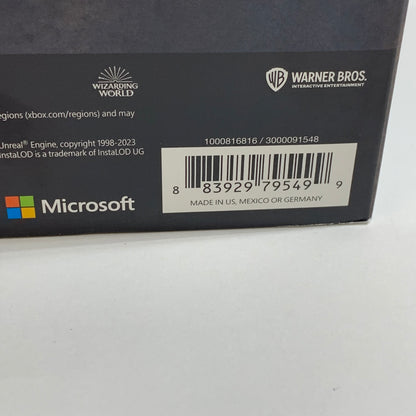 WIZARDING
WORLD
WB WARNER BROS.
INTERACTIVE ENTERTAINMENT
egions (xbox.com/regions) and may
Unreal® Engine, copyright 1998-2023
InstaLOD is a trademark of InstaLOD UG
1000816816 / 3000091548
8 83929 79549 9
MADE IN US, MEXICO OR GERMANY
Microsoft